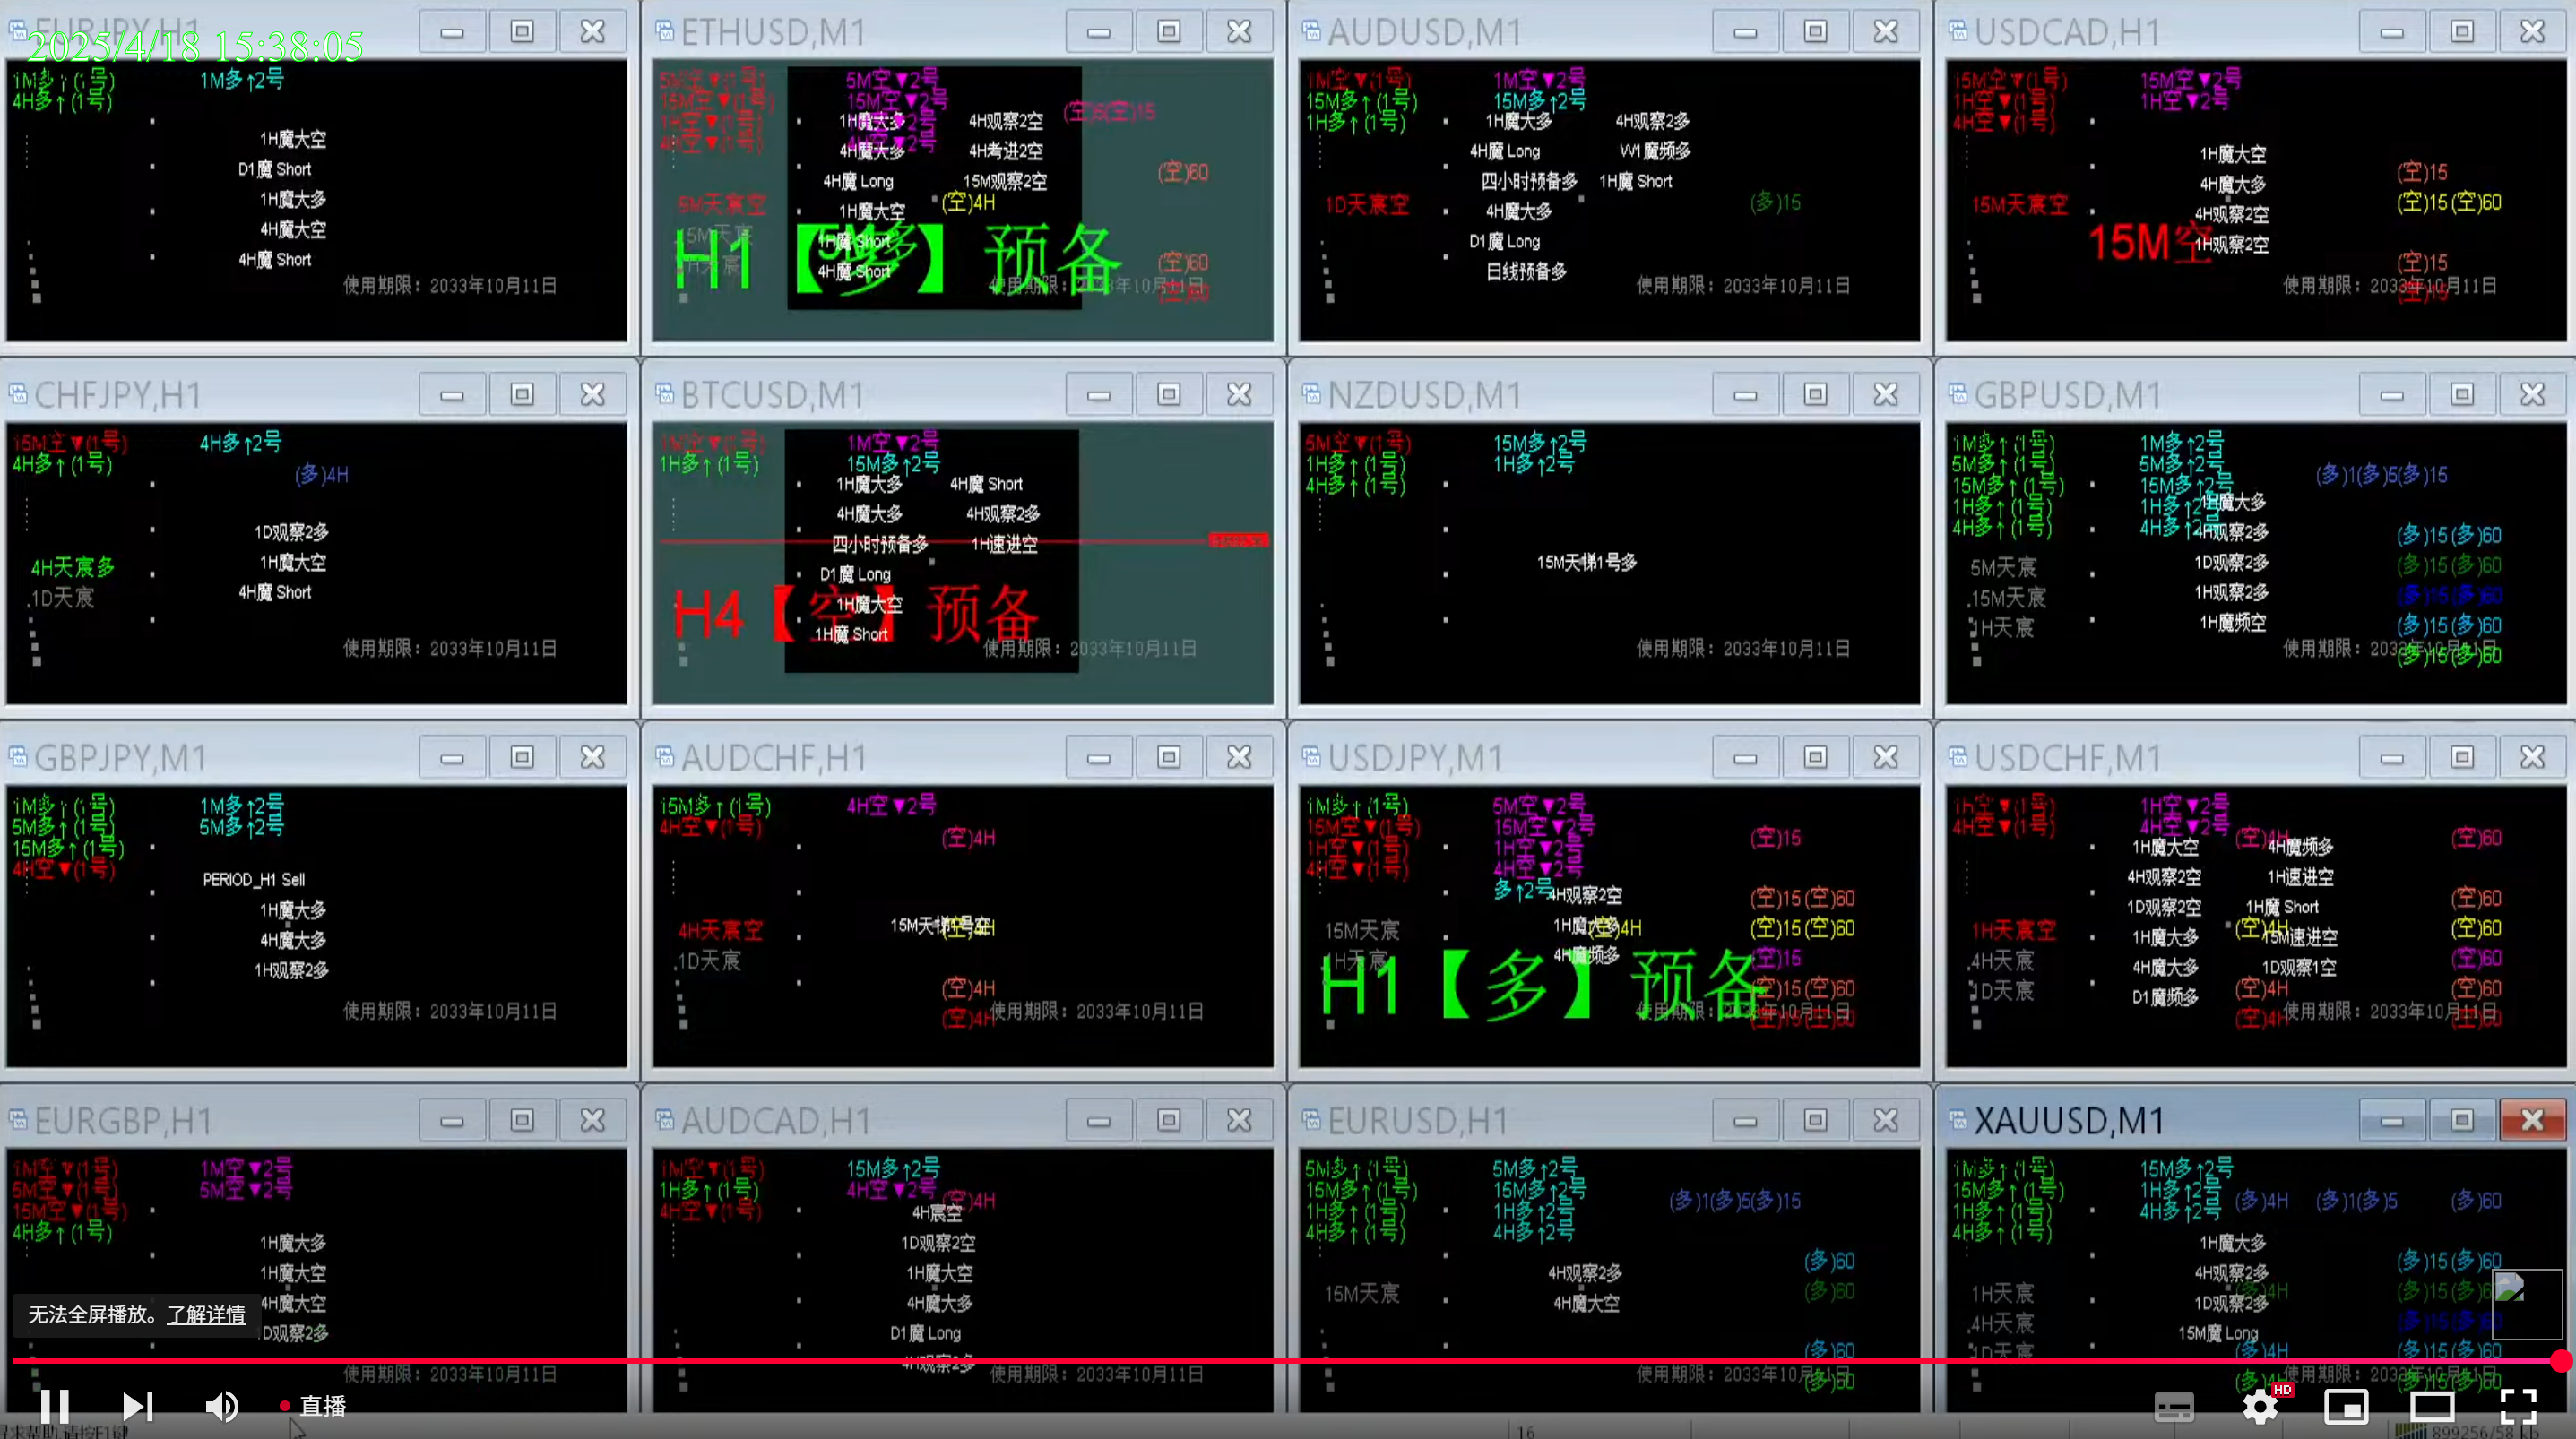 EURJPY,H1
2025/4/18 15:38:05
1M多↑(1号) 1M多↑2号
4H多↑(1号)
1H魔大空
D1魔 Short
1H魔大多
4H魔大空
4H魔 Short
使用期限：2033年10月11日
ETHUSD,M1
5M空▼(1号) 5M空▼2号
15M空▼(1号) 15M空▼2号
1H空▼(1号)
4H空▼(1号) 4H空▼2号
1H魔大多 4H观察2空 (空)5(空)15
4H魔大多 4H考进2空
4H魔 Long 15M观察2空 (空)60
5M天宸空 1H魔大空 (空)4H
1H魔 Short (空)60
4H魔 Short (空)60
H1【多】预备
AUDUSD,M1
1M空▼(1号) 1M空▼2号
15M多↑(1号) 15M多↑2号
1H多↑(1号) 1H魔大多 4H观察2多
4H魔 Long W1魔频多
四小时预备多 1H魔 Short
1D天宸空 4H魔大多 (多)15
D1魔 Long
日线预备多
使用期限：2033年10月11日
USDCAD,H1
15M空▼(1号) 15M空▼2号
1H空▼(1号) 1H空▼2号
4H空▼(1号)
1H魔大空 (空)15
4H魔大多 (空)15(空)60
15M天宸空 4H观察2空
15M空 1H观察2空 (空)15
(空)15
使用期限：2033年10月11日
CHFJPY,H1
15M空▼(1号) 4H多↑2号
4H多↑(1号) (多)4H
1D观察2多
4H天宸多 1H魔大空
.1D天宸 4H魔 Short
使用期限：2033年10月11日
BTCUSD,M1
1M空▼(1号) 1M空▼2号
1H多↑(1号) 15M多↑2号
1H魔大多 4H魔 Short
4H魔大多 4H观察2多
四小时预备多 1H速进空
D1魔 Long
1H魔大空
1H魔 Short
H4【空】预备
使用期限：2033年10月11日
NZDUSD,M1
5M空▼(1号) 15M多↑2号
1H多↑(1号) 1H多↑2号
4H多↑(1号)
15M天梯1号多
使用期限：2033年10月11日
GBPUSD,M1
1M多↑(1号) 1M多↑2号
5M多↑(1号) 5M多↑2号 (多)1(多)5(多)15
15M多↑(1号) 15M多↑2号
1H多↑(1号) 1H多↑2号 1H魔大多
4H多↑(1号) 4H多↑2号 4H观察2多 (多)15(多)60
5M天宸 1D观察2多 (多)15(多)60
.15M天宸 1H观察2多 (多)15(多)60
1H天宸 1H魔频空 (多)15(多)60
(多)15(多)60
使用期限：2033年10月11日
GBPJPY,M1
1M多↑(1号) 1M多↑2号
5M多↑(1号) 5M多↑2号
15M多↑(1号)
4H空▼(1号) PERIOD_H1 Sell
1H魔大多
4H魔大多
1H观察2多
使用期限：2033年10月11日
AUDCHF,H1
15M多↑(1号) 4H空▼2号
4H空▼(1号) (空)4H
4H天宸空
.1D天宸
(空)4H
(空)4H
使用期限：2033年10月11日
USDJPY,M1
1M多↑(1号) 5M空▼2号
15M空▼(1号) 15M空▼2号 (空)15
1H空▼(1号) 1H空▼2号
4H空▼(1号) 4H空▼2号
多↑2号 4H观察2空 (空)15(空)60
15M天宸 1H魔大多 (空)4H (空)15(空)60
.1H天宸 4H魔频多 (空)15
H1【多】预备 (空)15(空)60
(空)15(空)60
USDCHF,M1
1H空▼(1号) 1H空▼2号
4H空▼(1号) 4H空▼2号 (空)4H (空)60
1H魔大空 4H魔频多
4H观察2空 1H速进空 (空)60
1D观察2空 1H魔 Short
1H天宸空 1H魔大多 (空)4H 15M速进空 (空)60
.4H天宸 4H魔大多 1D观察1空 (空)60
1D天宸 D1魔频多 (空)4H (空)60
(空)4H (空)60
使用期限：2033年10月11日
EURGBP,H1
1M空▼(1号) 1M空▼2号
5M空▼(1号) 5M空▼2号
15M空▼(1号)
4H多↑(1号)
1H魔大多
1H魔大空
4H魔大空
1D观察2多
使用期限：2033年10月11日
AUDCAD,H1
1M空▼(1号) 15M多↑2号
1H多↑(1号) 4H空▼2号 (空)4H
4H空▼(1号) 4H宸空
1D观察2空
1H魔大空
4H魔大多
D1魔 Long
4H观察2多
使用期限：2033年10月11日
EURUSD,H1
5M多↑(1号) 5M多↑2号
15M多↑(1号) 15M多↑2号 (多)1(多)5(多)15
1H多↑(1号) 1H多↑2号
4H多↑(1号) 4H多↑2号
4H观察2多 (多)60
15M天宸 4H魔大空 (多)60
(多)60
(多)60
使用期限：2033年10月11日
XAUUSD,M1
1M多↑(1号) 15M多↑2号
15M多↑(1号) 1H多↑2号 (多)4H (多)1(多)5 (多)60
1H多↑(1号) 4H多↑2号
4H多↑(1号) 1H魔大多
4H观察2多 (多)15(多)60
1H天宸 1D观察2多
.4H天宸 15M魔 Long
1D天宸 (多)4H (多)15(多)60
使用期限：2033年10月11日
无法全屏播放。了解详情
直播
HD
16
899256/58 kb